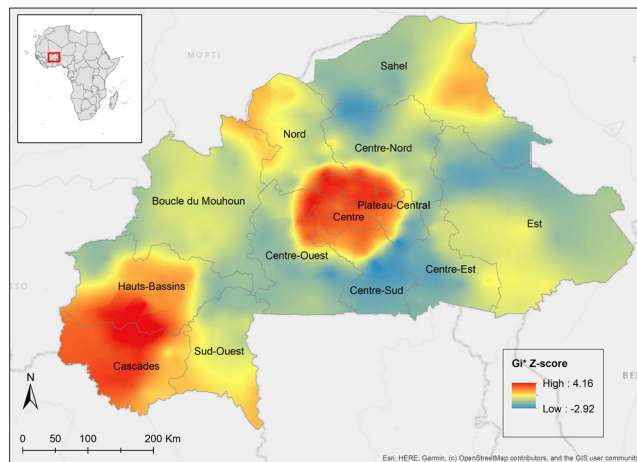 MOPTI
Sahel
Nord
Centre-Nord
Boucle du Mouhoun
Plateau-Central
Centre
Est
Centre-Ouest
Centre-Est
Hauts-Bassins
Centre-Sud
Sud-Ouest
Cascades
Gi* Z-score
High : 4.16
Low : -2.92
N
0 50 100 200 Km
Esri, HERE, Garmin, (c) OpenStreetMap contributors, and the GIS user community